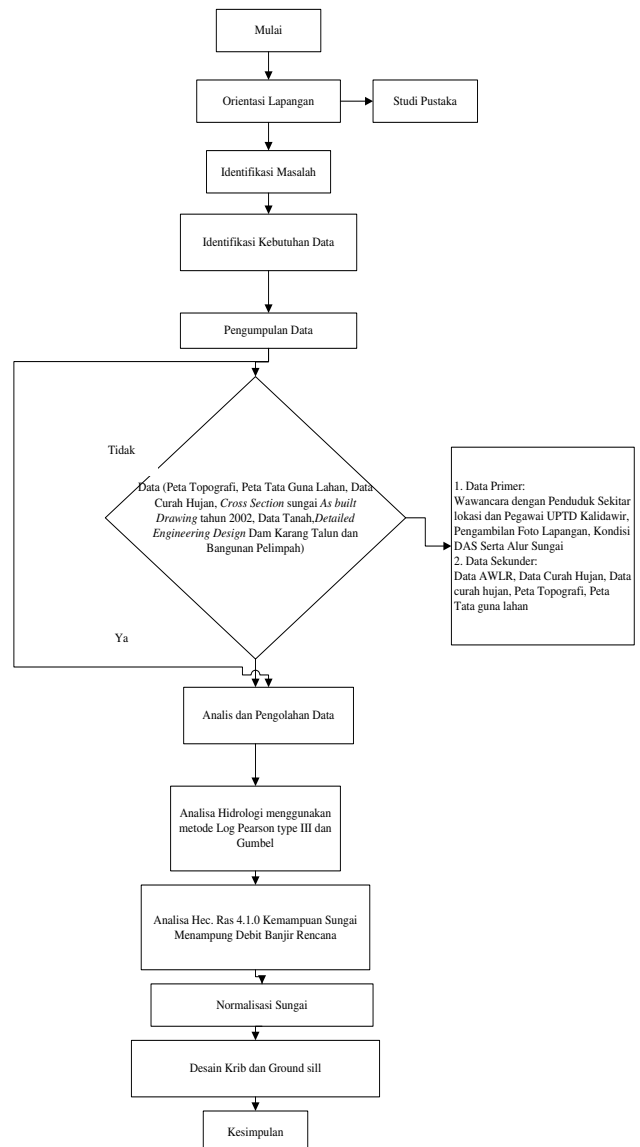 Mulai
Orientasi Lapangan
Studi Pustaka
Identifikasi Masalah
Identifikasi Kebutuhan Data
Pengumpulan Data
Tidak
Data (Peta Topografi, Peta Tata Guna Lahan, Data
Curah Hujan, Cross Section sungai As built
Drawing tahun 2002, Data Tanah,Detailed
Engineering Design Dam Karang Talun dan
Bangunan Pelimpah)
1. Data Primer:
Wawancara dengan Penduduk Sekitar
lokasi dan Pegawai UPTD Kalidawir,
Pengambilan Foto Lapangan, Kondisi
DAS Serta Alur Sungai
2. Data Sekunder:
Data AWLR, Data Curah Hujan, Data
curah hujan, Peta Topografi, Peta
Tata guna lahan
Ya
Analis dan Pengolahan Data
Analisa Hidrologi menggunakan
metode Log Pearson type III dan
Gumbel
Analisa Hec. Ras 4.1.0 Kemampuan Sungai
Menampung Debit Banjir Rencana
Normalisasi Sungai
Desain Krib dan Ground sill
Kesimpulan